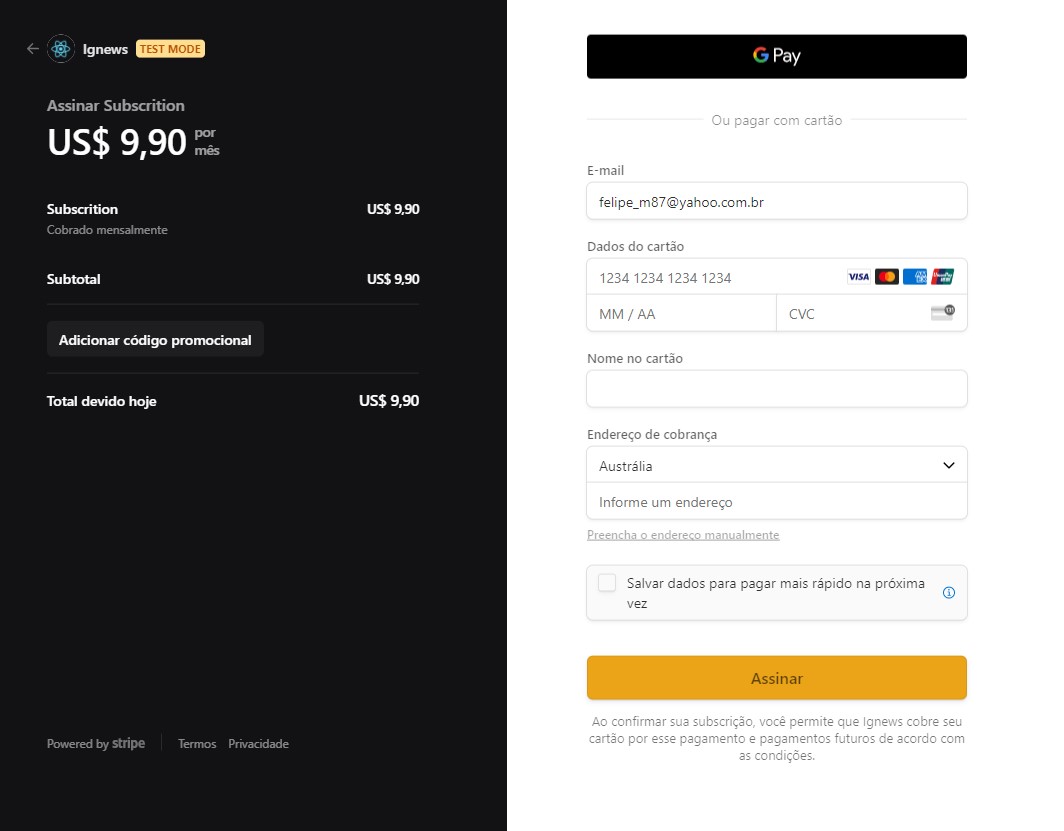 Ignews TEST MODE
Assinar Subscrition
US$ 9,90 por
mês
Subscrition US$ 9,90
Cobrado mensalmente
Subtotal US$ 9,90
Adicionar código promocional
Total devido hoje US$ 9,90
Powered by stripe Termos Privacidade
G Pay
Ou pagar com cartão
E-mail
felipe_m87@yahoo.com.br
Dados do cartão
1234 1234 1234 1234 VISA
MM / AA CVC
Nome no cartão
Endereço de cobrança
Austrália
Informe um endereço
Preencha o endereço manualmente
Salvar dados para pagar mais rápido na próxima
vez
Assinar
Ao confirmar sua subscrição, você permite que Ignews cobre seu
cartão por esse pagamento e pagamentos futuros de acordo com
as condições.